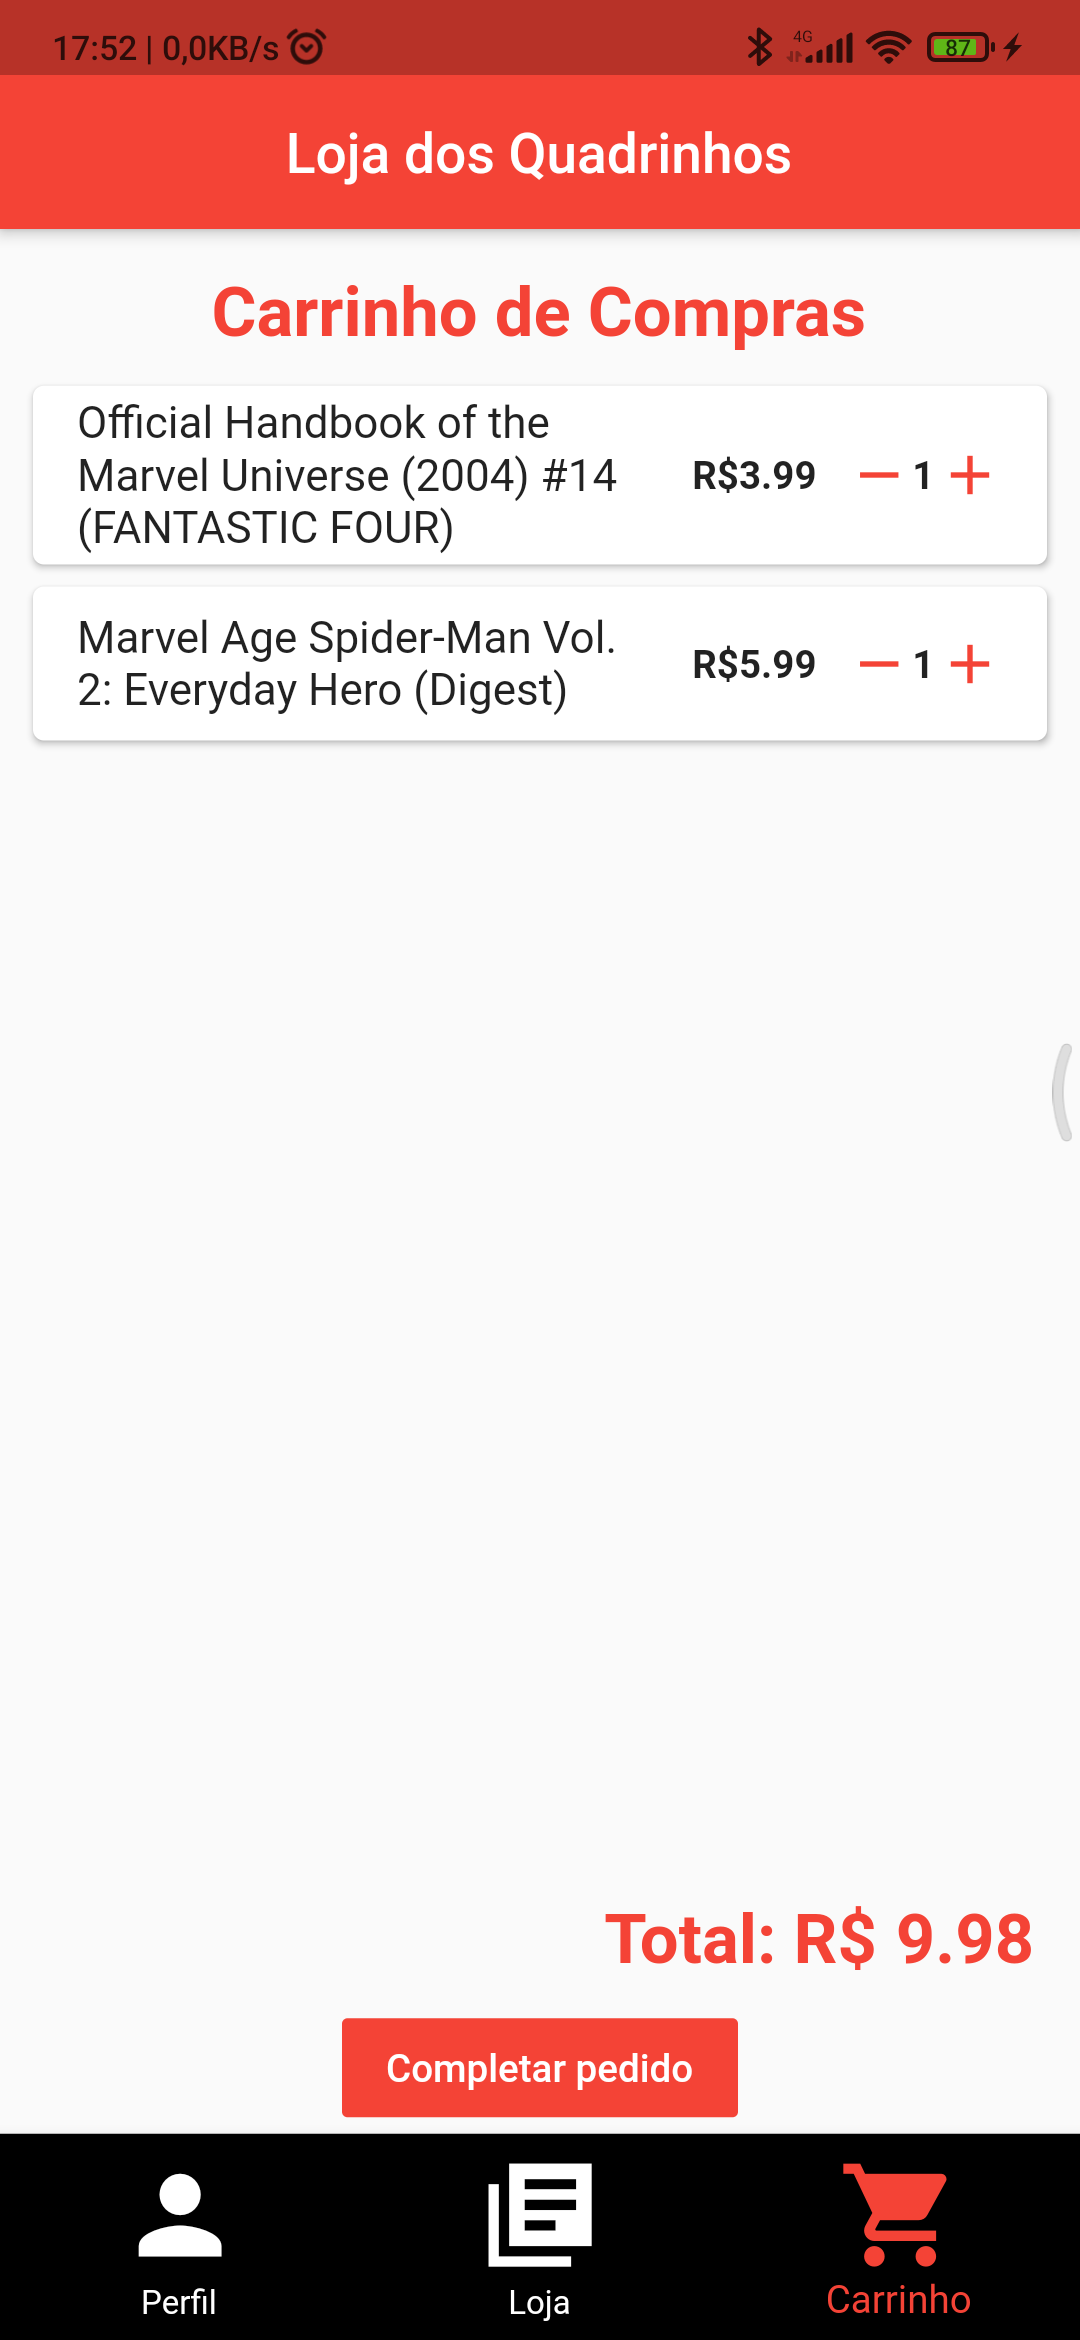 17:52 | 0,0KB/s
4G
87
Loja dos Quadrinhos
Carrinho de Compras
Official Handbook of the
Marvel Universe (2004) #14
(FANTASTIC FOUR)
R$3.99
1
Marvel Age Spider-Man Vol.
2: Everyday Hero (Digest)
R$5.99
1
Total: R$ 9.98
Completar pedido
Perfil
Loja
Carrinho